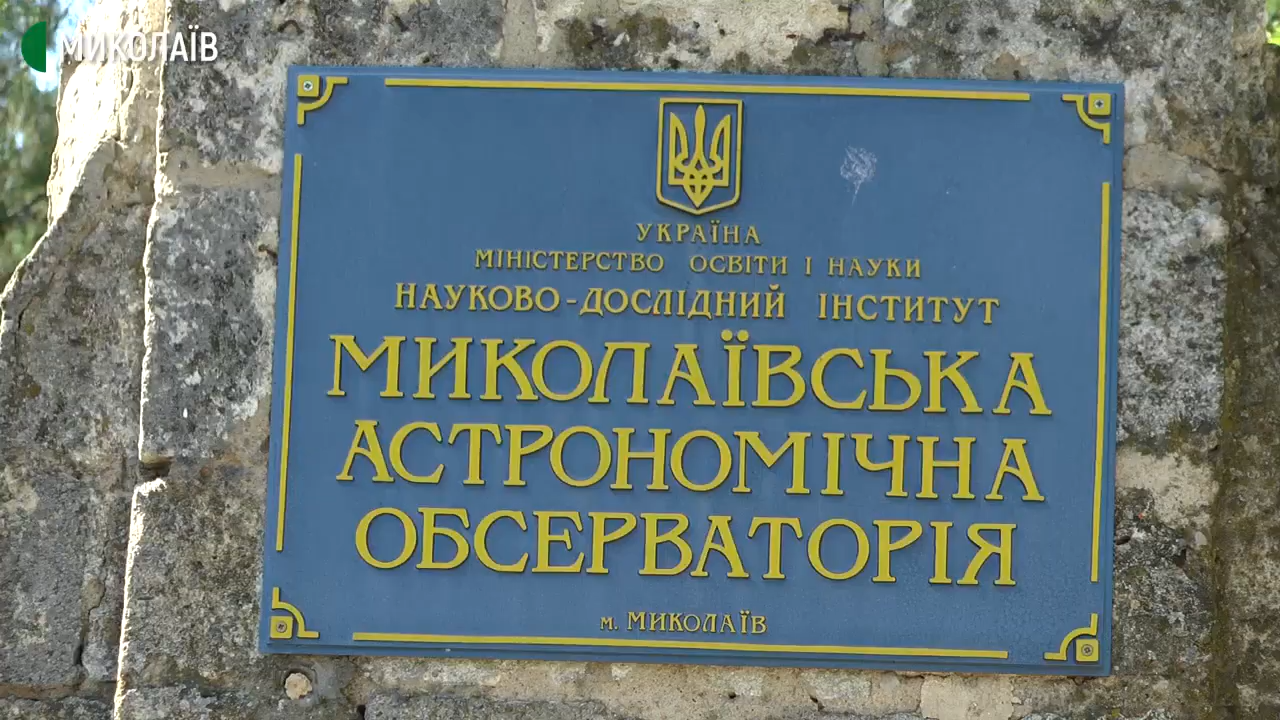 МИКОЛАЇВ
УКРАЇНА
МІНІСТЕРСТВО ОСВІТИ І НАУКИ
НАУКОВО-ДОСЛІДНИЙ ІНСТИТУТ
МИКОЛАЇВСЬКА
АСТРОНОМІЧНА
ОБСЕРВАТОРІЯ
м. МИКОЛАЇВ